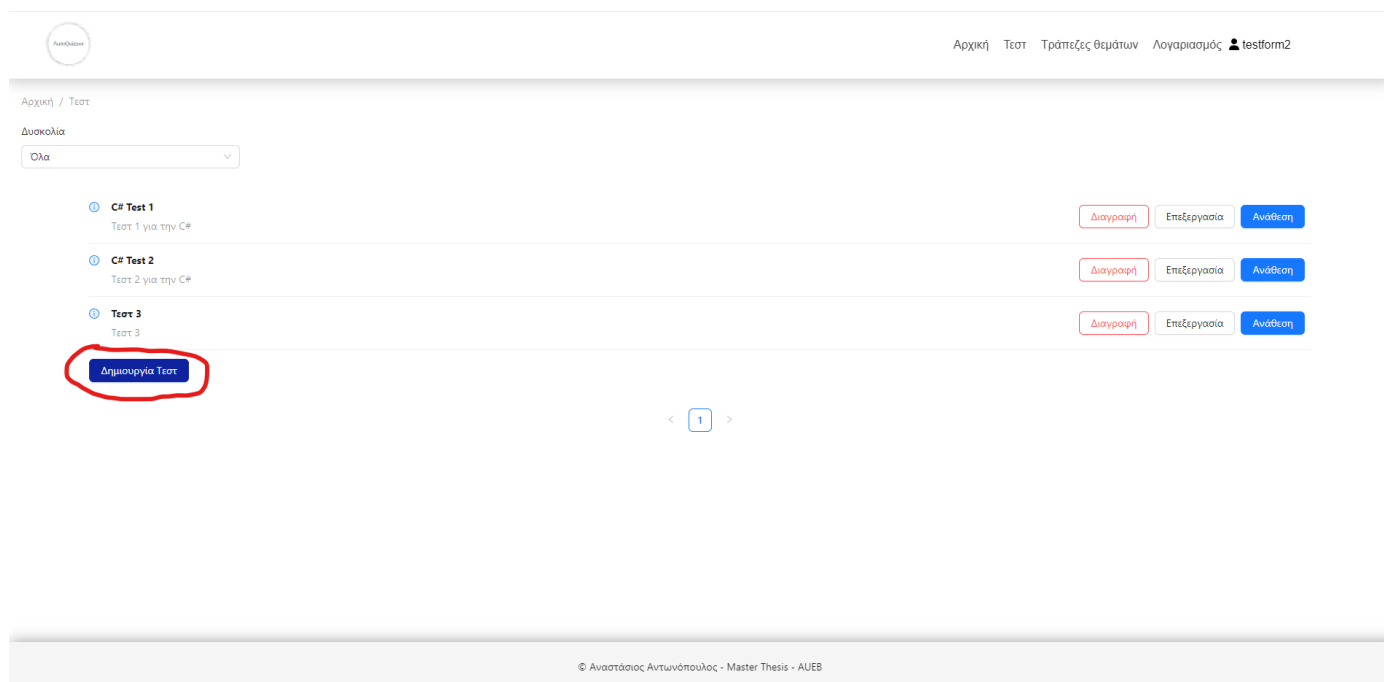 AutoQuizzer
Αρχική Τεστ Τράπεζες θεμάτων Λογαριασμός testform2
Αρχική / Τεστ
Δυσκολία
Όλα
C# Test 1
Τεστ 1 για την C#
Διαγραφή Επεξεργασία Ανάθεση
C# Test 2
Τεστ 2 για την C#
Διαγραφή Επεξεργασία Ανάθεση
Τεστ 3
Τεστ 3
Διαγραφή Επεξεργασία Ανάθεση
Δημιουργία Τεστ
< 1 >
© Αναστάσιος Αντωνόπουλος - Master Thesis - AUEB